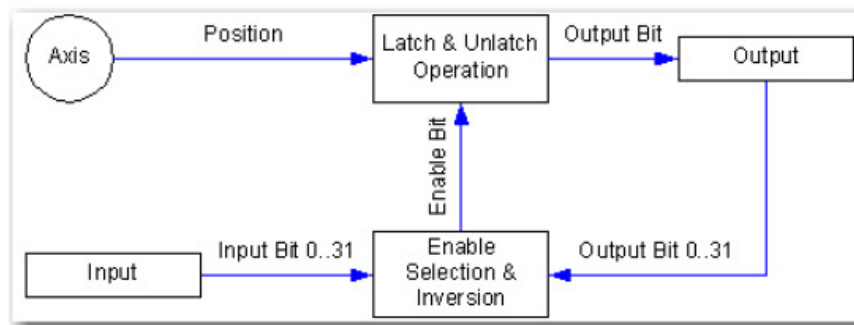 Axis
Position
Latch & Unlatch
Operation
Output Bit
Output
Enable Bit
Input
Input Bit 0..31
Enable
Selection &
Inversion
Output Bit 0..31